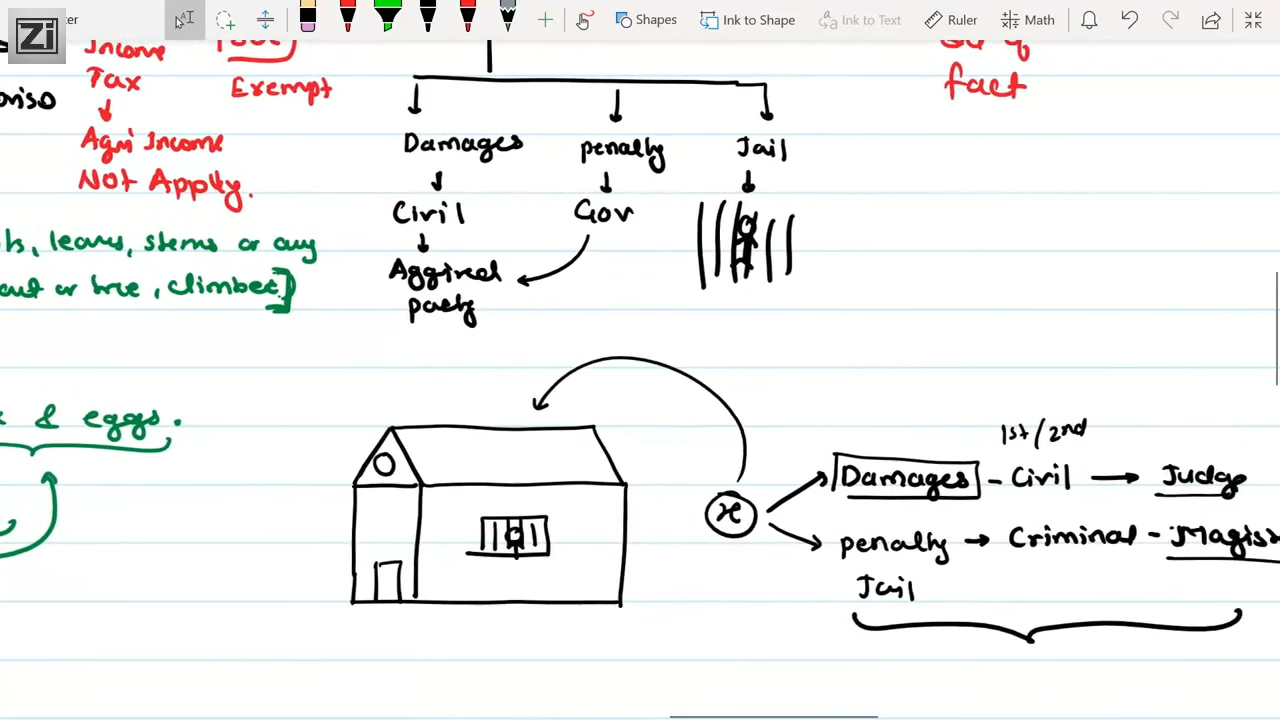 Zi
Shapes
Ink to Shape
Ink to Text
Ruler
Math
Income
Tax
Exempt
Agri Income
Not Apply.
fact
Damages
penalty
Jail
Civil
Gov
party
leaves, stems or any
or tree, climber]
& eggs.
1st/2nd
Damages - Civil → Judge
penalty → Criminal -
Jail